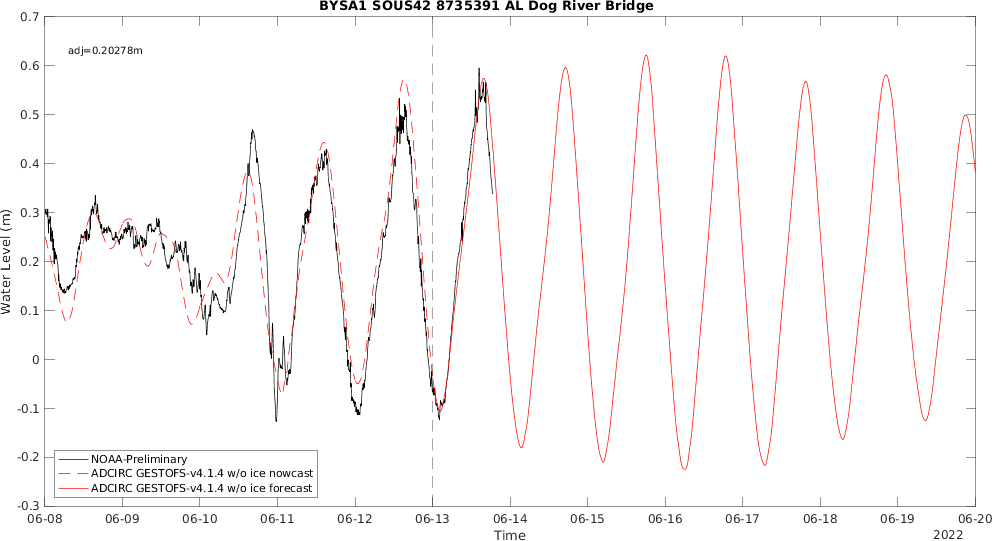 BYSA1 SOUS42 8735391 AL Dog River Bridge
adj=0.20278m
Water Level (m)
0.7
0.6
0.5
0.4
0.3
0.2
0.1
0
-0.1
-0.2
-0.3
NOAA-Preliminary
ADCIRC GESTOFS-v4.1.4 w/o ice nowcast
ADCIRC GESTOFS-v4.1.4 w/o ice forecast
06-08 06-09 06-10 06-11 06-12 06-13 06-14 06-15 06-16 06-17 06-18 06-19 06-20
Time
2022